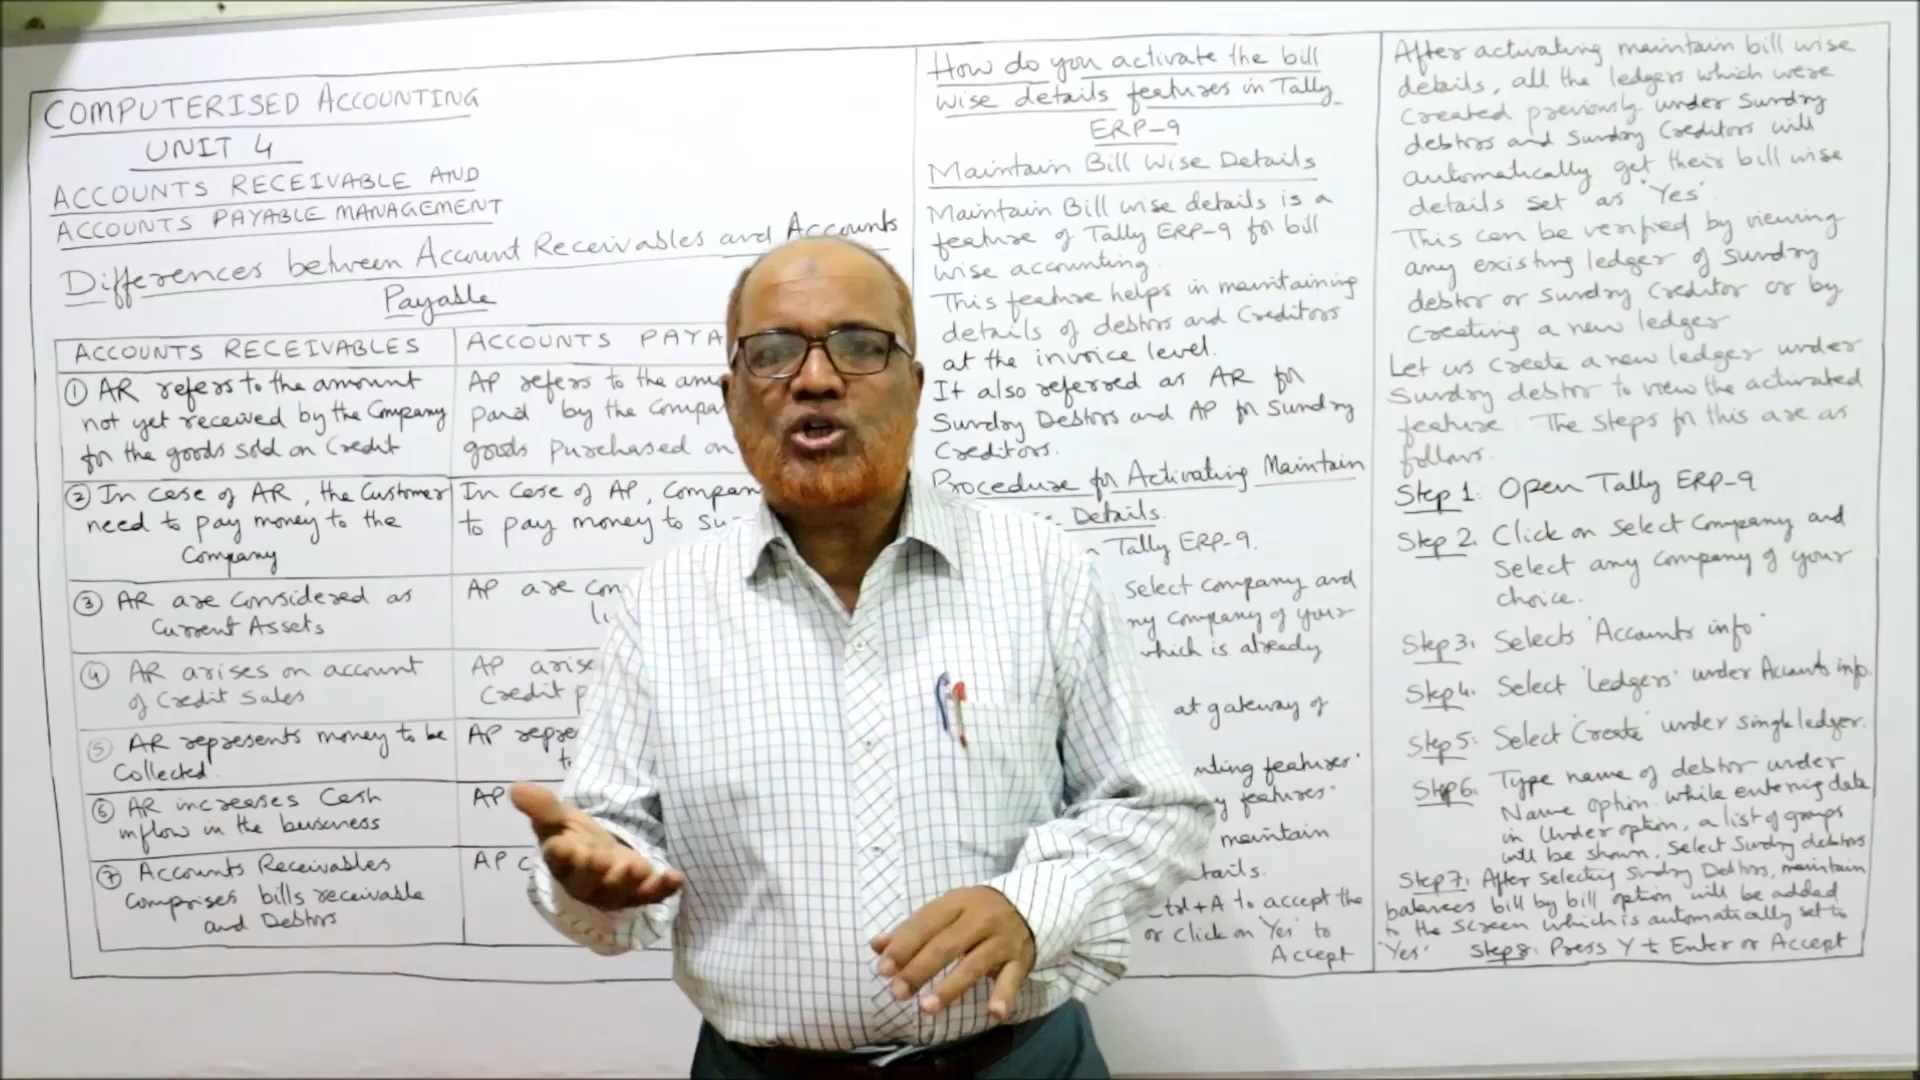 COMPUTERISED ACCOUNTING
UNIT 4
ACCOUNTS RECEIVABLE AND
ACCOUNTS PAYABLE MANAGEMENT
Differences between Account Receivables and Accounts
Payable
ACCOUNTS RECEIVABLES
① AR refers to the amount
not yet received by the Company
for the goods sold on Credit
② In case of AR, the Customer
need to pay money to the
Company
③ AR are considered as
Current Assets
④ AR arises on account
of Credit Sales
⑤ AR represents money to be
Collected.
⑥ AR increases Cash
inflow in the business
⑦ Accounts Receivables
Comprises bills receivable
and Debtors
ACCOUNTS PAYA
AP refers to the amo
paid by the Compa
goods purchased on
In case of AP, Compan
to pay money to su
AP are con
li
AP arise
Credit p
AP repre
to
AP
AP c
How do you activate the bill
wise details features in Tally
ERP-9
Maintain Bill Wise Details
Maintain Bill wise details is a
feature of Tally ERP-9 for bill
wise accounting.
This feature helps in maintaining
details of debtors and Creditors
at the invoice level.
It also referred as AR for
Sundry Debtors and AP for Sundry
Creditors.
Procedure for Activating Maintain
Details.
n Tally ERP-9.
select company and
ny company of your
which is already
at gateway of
nting features'
y features.
maintain
tails.
Ctrl+A to accept the
or Click on 'Yes' to
Accept
After activating maintain bill wise
details, all the ledgers which were
created previously under Sundry
debtors and Sundry Creditors will
automatically get their bill wise
details set as 'Yes'.
This can be verified by viewing
any existing ledger of Sundry
debtor or Sundry Creditor or by
Creating a new ledger
Let us create a new ledger under
Sundry debtor to view the activated
feature. The Steps for this are as
follows.
Step 1: Open Tally ERP-9
Step 2. Click on Select Company and
Select any Company of your
choice.
Step 3: Selects 'Accounts info'
Step 4. Select 'ledgers' under Accounts info.
Step 5: Select 'Create' under single ledger.
Step 6. Type name of debtor under
Name option. while entering data
in Under option, a list of groups
will be shown, Select Sundry debtors
Step 7: After selecting Sundry Debtors, maintain
balances bill by bill option will be added
to the screen which is automatically set to
'Yes' Step 8: Press Y to Enter or Accept